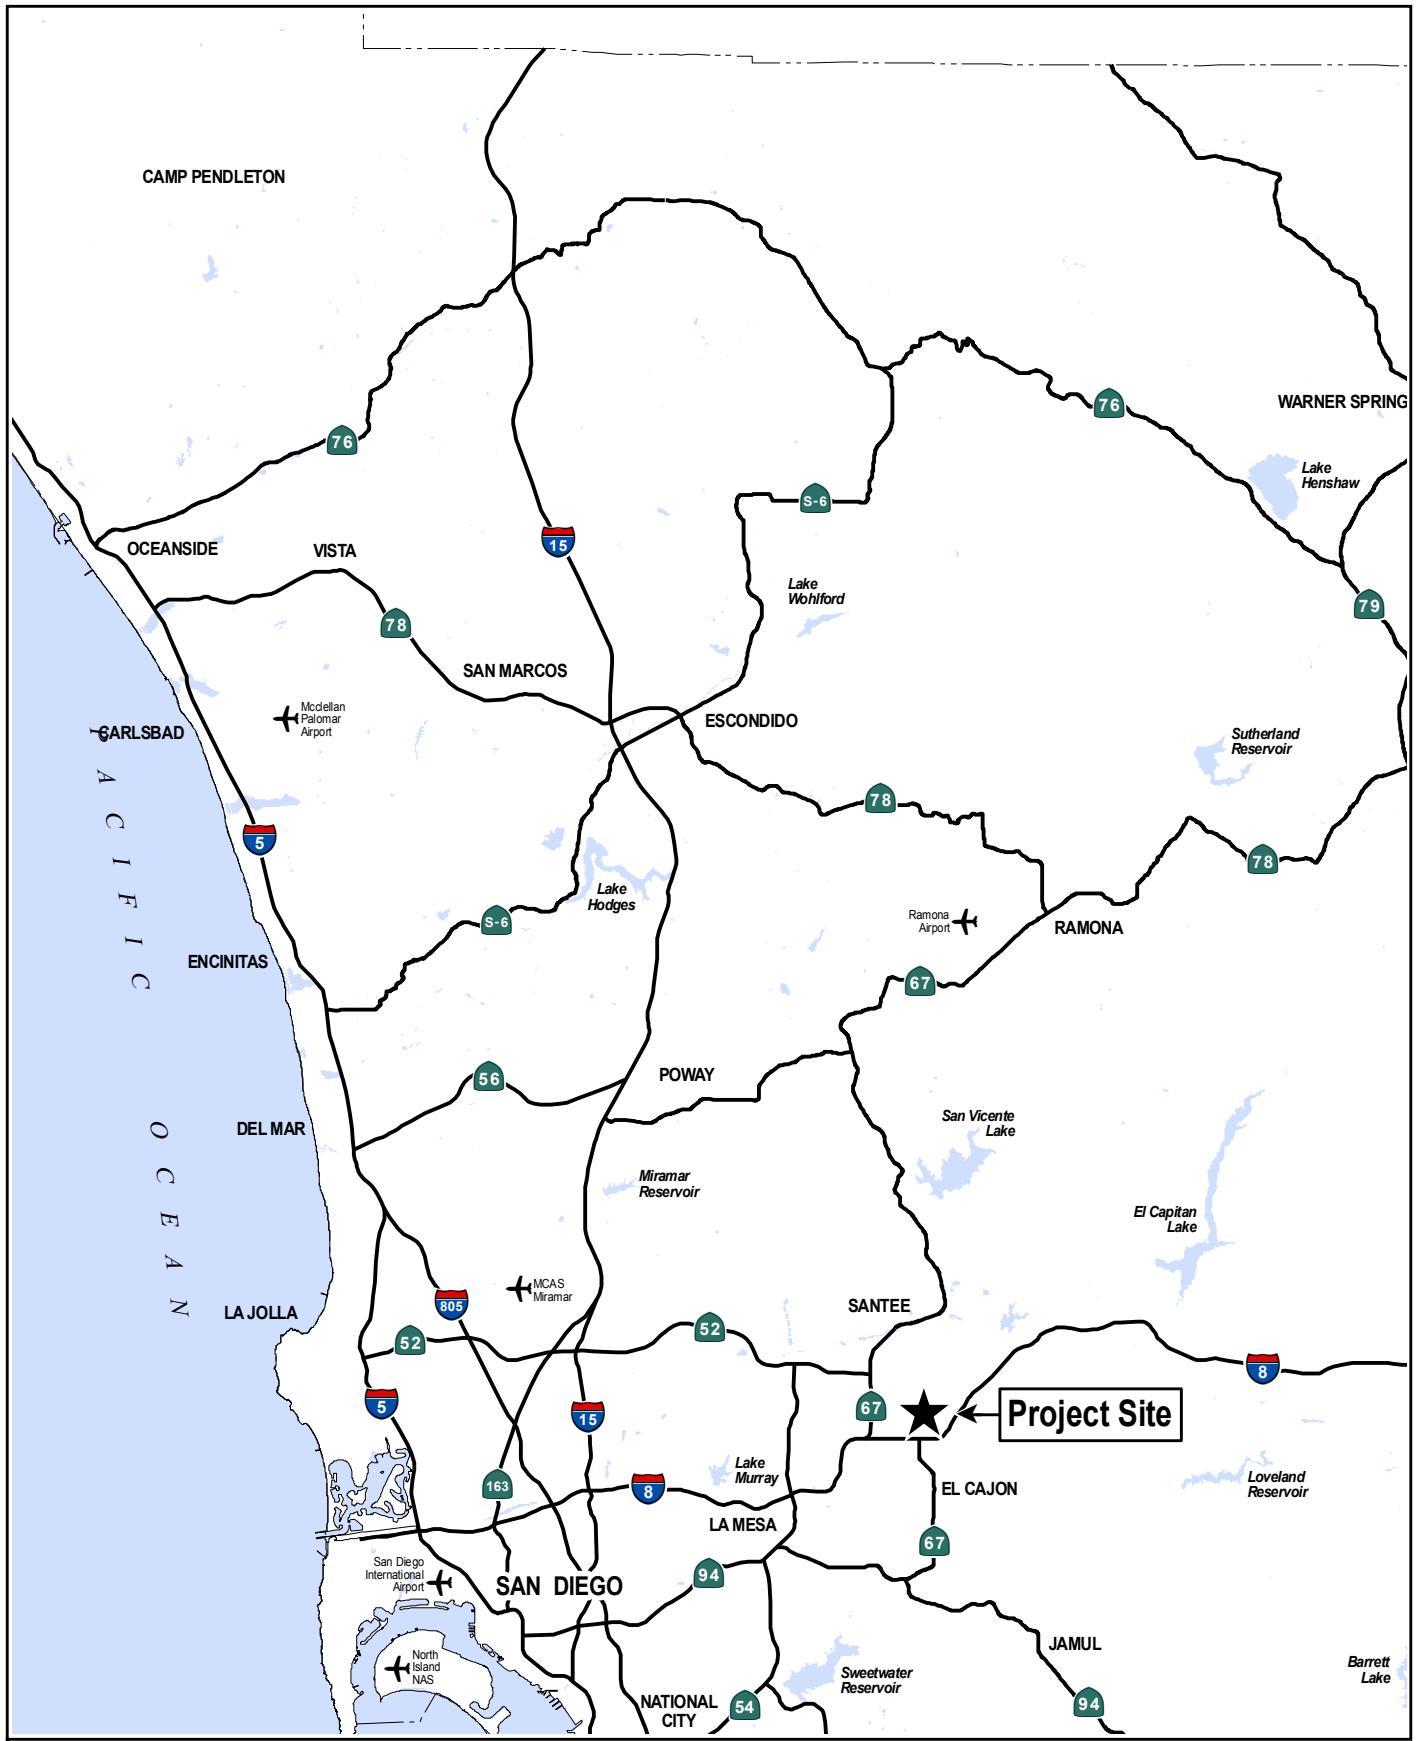 CAMP PENDLETON
WARNER SPRING
76
76
Lake
Henshaw
S-6
15
OCEANSIDE
VISTA
Lake
Wohlford
79
78
SAN MARCOS
Mcclellan
Palomar
Airport
ESCONDIDO
CARLSBAD
Sutherland
Reservoir
PACIFIC OCEAN
78
5
78
Lake
Hodges
S-6
Ramona
Airport
RAMONA
ENCINITAS
67
56
POWAY
DEL MAR
San Vicente
Lake
Miramar
Reservoir
El Capitan
Lake
MCAS
Miramar
805
LA JOLLA
SANTEE
52
52
8
5
15
67
Project Site
Lake
Murray
163
8
EL CAJON
Loveland
Reservoir
LA MESA
67
San Diego
International
Airport
SAN DIEGO
94
JAMUL
North
Island
NAS
Sweetwater
Reservoir
Barrett
Lake
NATIONAL
CITY
54
94